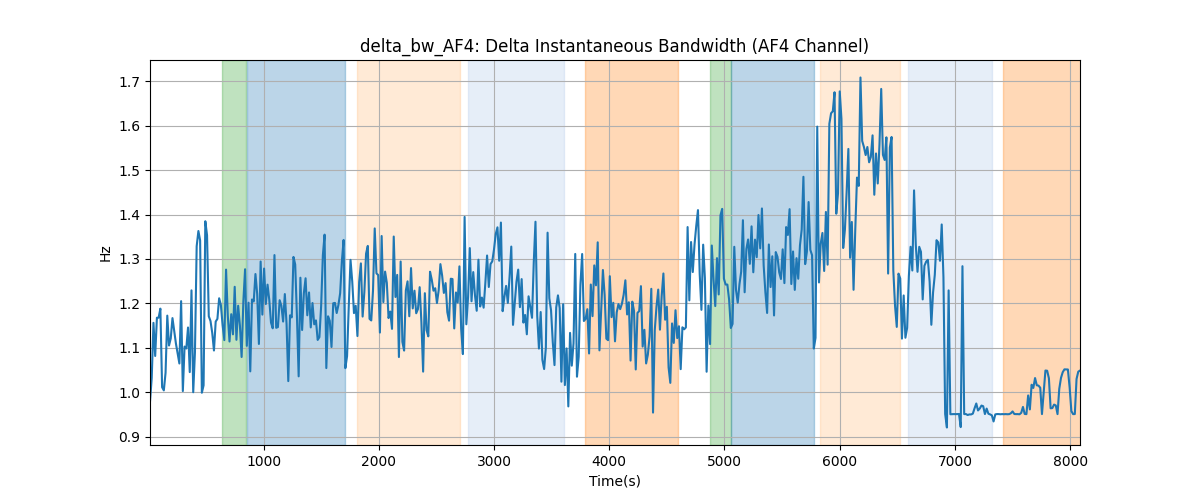 delta_bw_AF4: Delta Instantaneous Bandwidth (AF4 Channel)
1.7
1.6
1.5
1.4
1.3
1.2
1.1
1.0
0.9
Hz
1000 2000 3000 4000 5000 6000 7000 8000
Time(s)